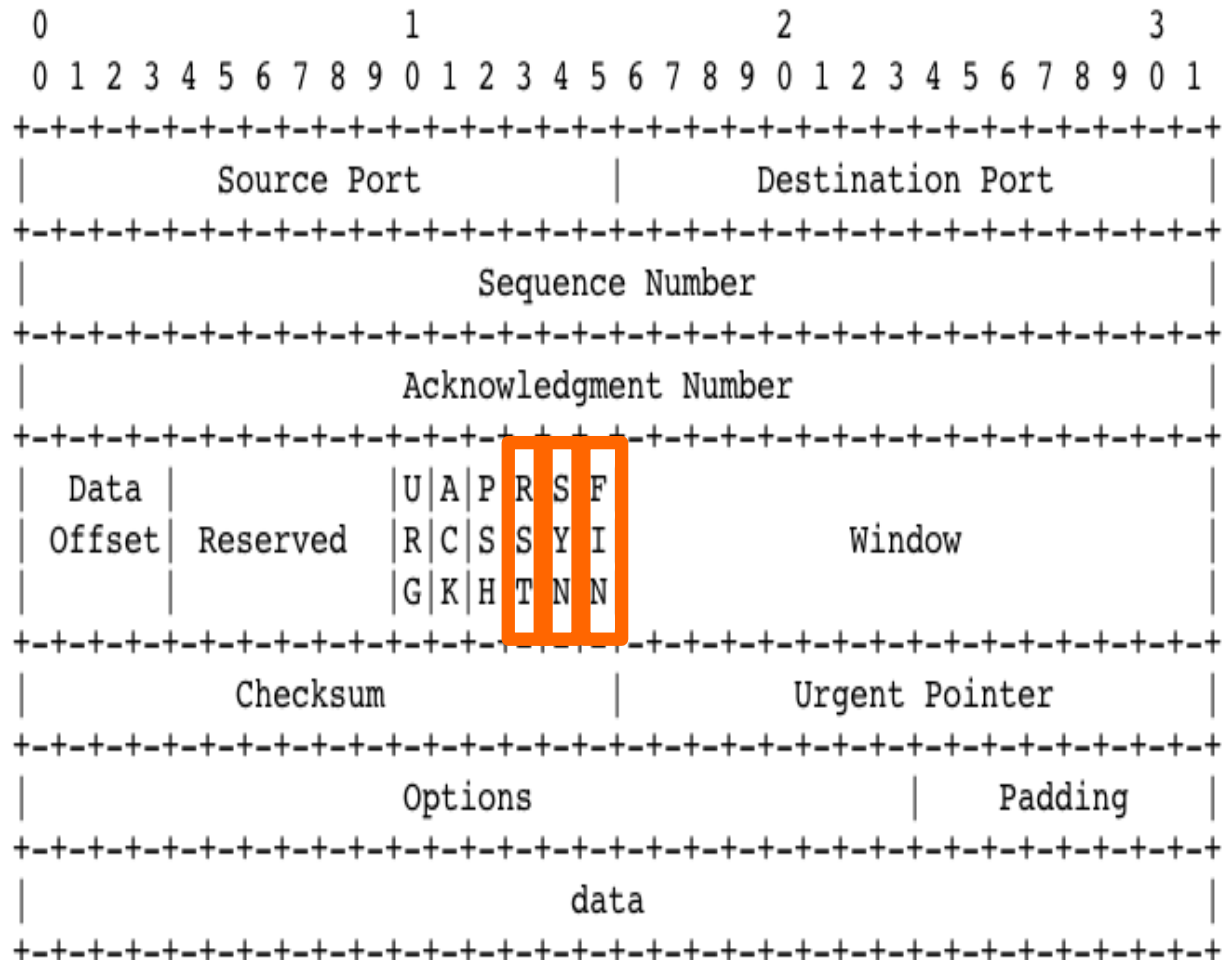 0                   1                   2                   3
0 1 2 3 4 5 6 7 8 9 0 1 2 3 4 5 6 7 8 9 0 1 2 3 4 5 6 7 8 9 0 1
+-+-+-+-+-+-+-+-+-+-+-+-+-+-+-+-+-+-+-+-+-+-+-+-+-+-+-+-+-+-+-+-+
|          Source Port          |       Destination Port        |
+-+-+-+-+-+-+-+-+-+-+-+-+-+-+-+-+-+-+-+-+-+-+-+-+-+-+-+-+-+-+-+-+
|                        Sequence Number                        |
+-+-+-+-+-+-+-+-+-+-+-+-+-+-+-+-+-+-+-+-+-+-+-+-+-+-+-+-+-+-+-+-+
|                    Acknowledgment Number                      |
+-+-+-+-+-+-+-+-+-+-+-+-+-+-+-+-+-+-+-+-+-+-+-+-+-+-+-+-+-+-+-+-+
|  Data |           |U|A|P|R|S|F|                               |
| Offset| Reserved  |R|C|S|S|Y|I|            Window             |
|       |           |G|K|H|T|N|N|                               |
+-+-+-+-+-+-+-+-+-+-+-+-+-+-+-+-+-+-+-+-+-+-+-+-+-+-+-+-+-+-+-+-+
|           Checksum            |         Urgent Pointer        |
+-+-+-+-+-+-+-+-+-+-+-+-+-+-+-+-+-+-+-+-+-+-+-+-+-+-+-+-+-+-+-+-+
|                    Options                    |    Padding    |
+-+-+-+-+-+-+-+-+-+-+-+-+-+-+-+-+-+-+-+-+-+-+-+-+-+-+-+-+-+-+-+-+
|                             data                              |
+-+-+-+-+-+-+-+-+-+-+-+-+-+-+-+-+-+-+-+-+-+-+-+-+-+-+-+-+-+-+-+-+